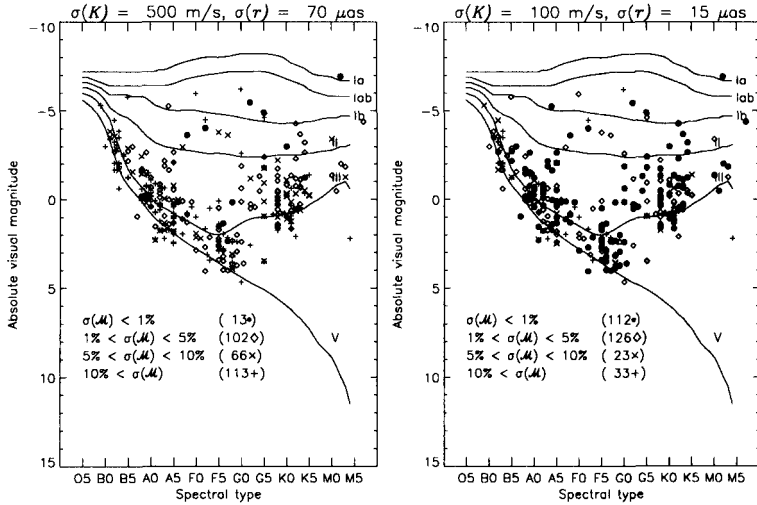 σ(K) = 500 m/s, σ(r) = 70 μas
Absolute visual magnitude
-10
-5
0
5
10
15
Ia
Iab
Ib
II
III
V
σ(ℳ) < 1% ( 13•)
1% < σ(ℳ) < 5% (102◇)
5% < σ(ℳ) < 10% ( 66×)
10% < σ(ℳ) (113+)
O5 B0 B5 A0 A5 F0 F5 G0 G5 K0 K5 M0 M5
Spectral type
σ(K) = 100 m/s, σ(r) = 15 μas
Absolute visual magnitude
-10
-5
0
5
10
15
Ia
Iab
Ib
II
III
V
σ(ℳ) < 1% (112•)
1% < σ(ℳ) < 5% (126◇)
5% < σ(ℳ) < 10% ( 23×)
10% < σ(ℳ) ( 33+)
O5 B0 B5 A0 A5 F0 F5 G0 G5 K0 K5 M0 M5
Spectral type